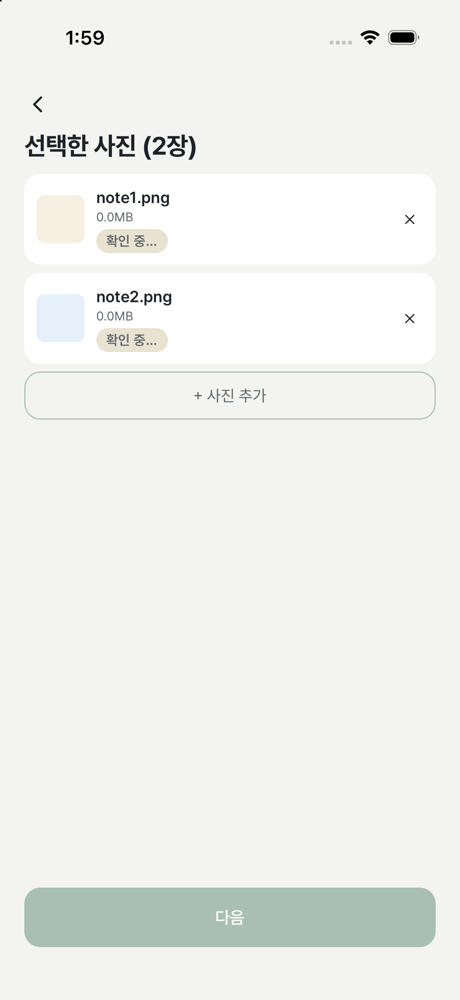 1:59
선택한 사진 (2장)
note1.png
0.0MB
확인 중...
note2.png
0.0MB
확인 중...
+ 사진 추가
다음